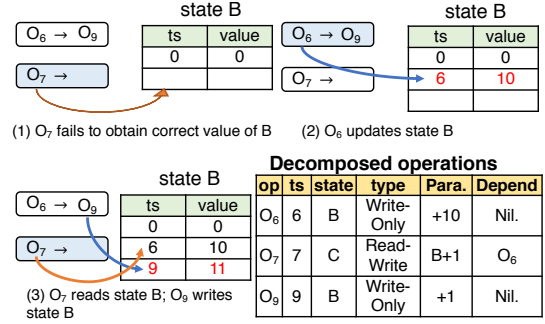 state B
O₆ → O₉
O₇ →
ts value
0 0
(1) O₇ fails to obtain correct value of B
state B
O₆ → O₉
O₇ →
ts value
0 0
6 10
(2) O₆ updates state B
state B
O₆ → O₉
O₇ →
ts value
0 0
6 10
9 11
(3) O₇ reads state B; O₉ writes
state B
Decomposed operations
op ts state type Para. Depend
O₆ 6 B Write-Only +10 Nil.
O₇ 7 C Read-Write B+1 O₆
O₉ 9 B Write-Only +1 Nil.